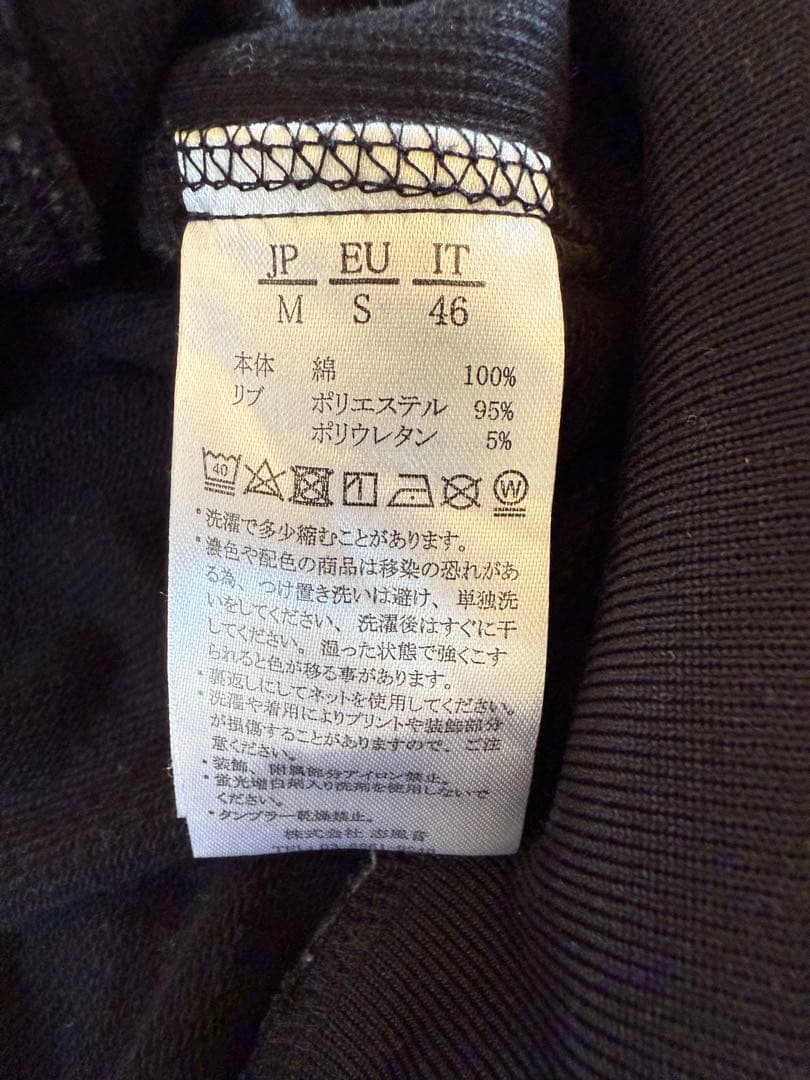 JP EU IT
M S 46
本体 綿 100%
リブ ポリエステル 95%
ポリウレタン 5%
40 W
・洗濯で多少縮むことがあります。
・濃色や配色の商品は移染の恐れがあ
る為、つけ置き洗いは避け、単独洗
いをしてください、洗濯後はすぐに干
してください。湿った状態で強くこす
られると色が移る事があります。
・裏返しにしてネットを使用してください。
・洗濯や着用によりプリントや装飾部分
が損傷することがありますので、ご注
意ください。
・装飾、附属部分アイロン禁止。
・蛍光増白剤入り洗剤を使用しないで
ください。
・タンブラー乾燥禁止。
株式会社 志風音